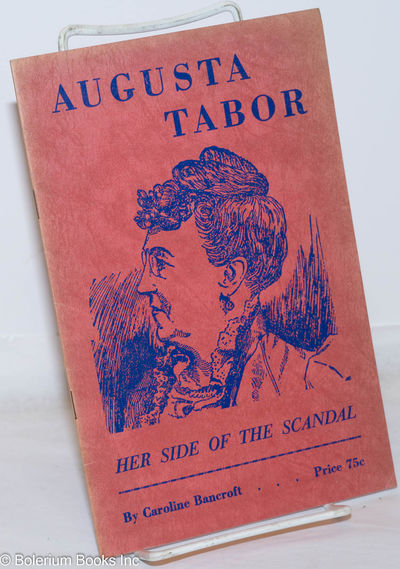 AUGUSTA
TABOR
HER SIDE OF THE SCANDAL
By Caroline Bancroft . . . Price 75c
© Bolerium Books Inc